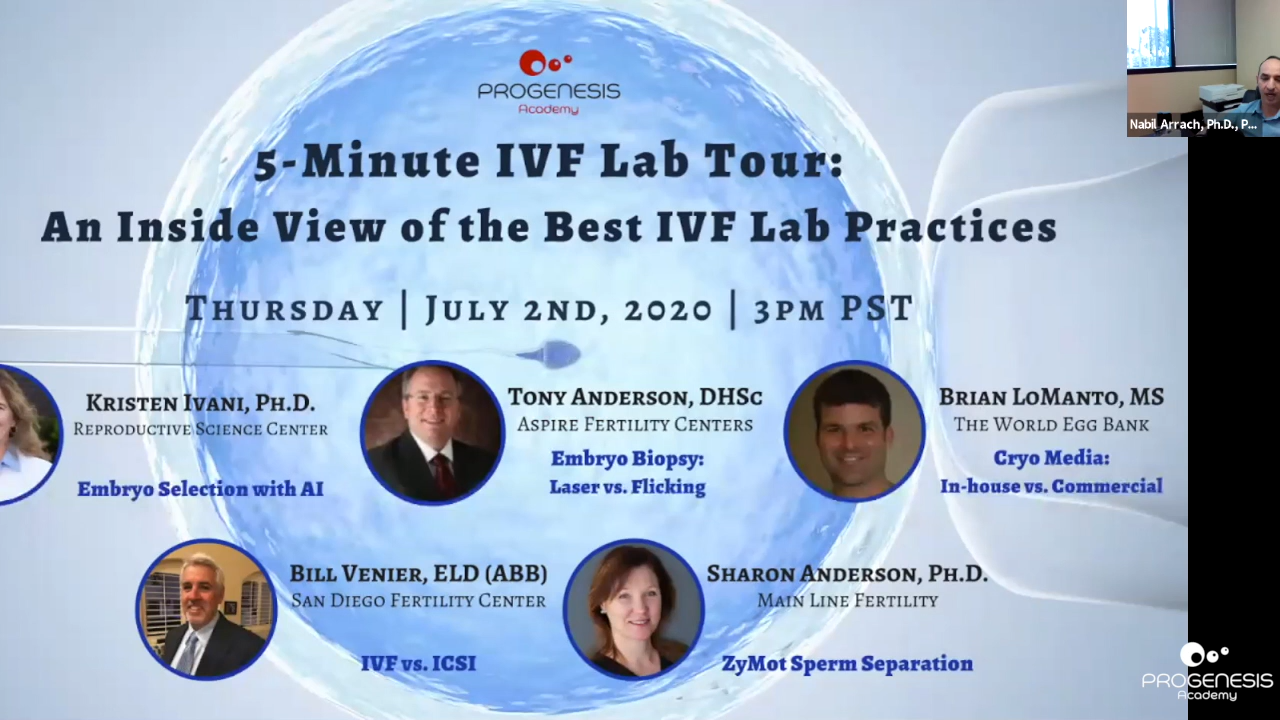 PROGENESIS
Academy
Nabil Arrach, Ph.D., P...
5-Minute IVF Lab Tour:
An Inside View of the Best IVF Lab Practices
Thursday | July 2nd, 2020 | 3pm PST
Kristen Ivani, Ph.D.
Reproductive Science Center
Embryo Selection with AI
Tony Anderson, DHSc
Aspire Fertility Centers
Embryo Biopsy:
Laser vs. Flicking
Brian LoManto, MS
The World Egg Bank
Cryo Media:
In-house vs. Commercial
Bill Venier, ELD (ABB)
San Diego Fertility Center
IVF vs. ICSI
Sharon Anderson, Ph.D.
Main Line Fertility
ZyMot Sperm Separation
PROGENESIS
Academy